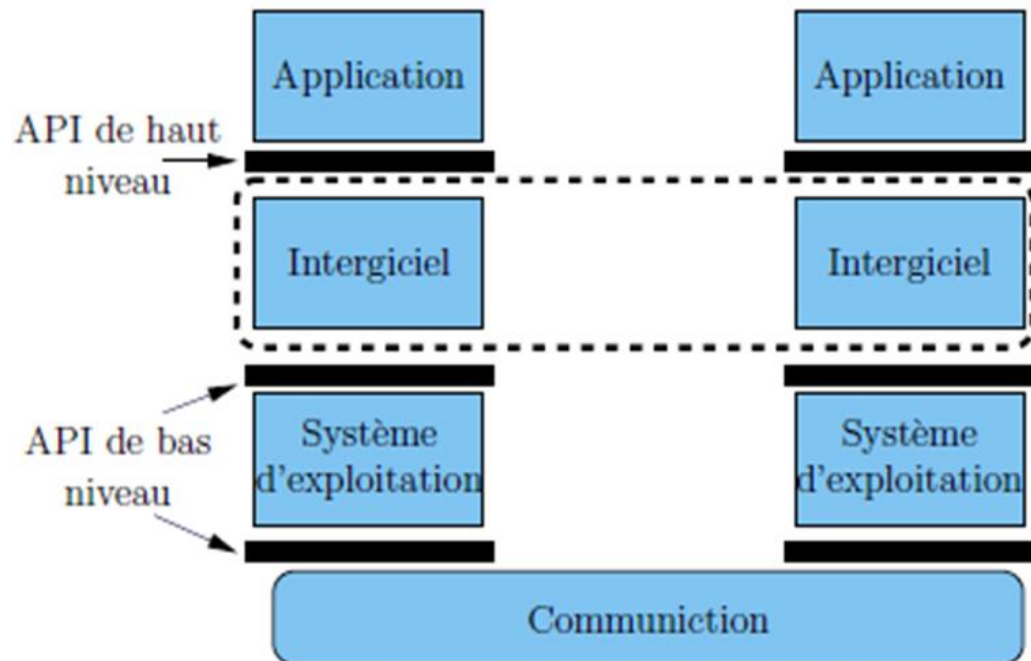 Application
Application
API de haut
niveau
Intergiciel
Intergiciel
API de bas
niveau
Système
d'exploitation
Système
d'exploitation
Communiction